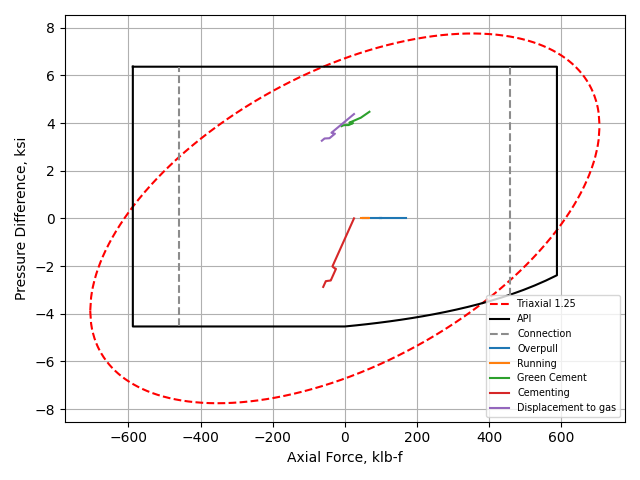 8
6
4
2
0
−2
−4
−6
−8
Pressure Difference, ksi
Triaxial 1.25
API
Connection
Overpull
Running
Green Cement
Cementing
Displacement to gas
−600 −400 −200 0 200 400 600
Axial Force, klb-f